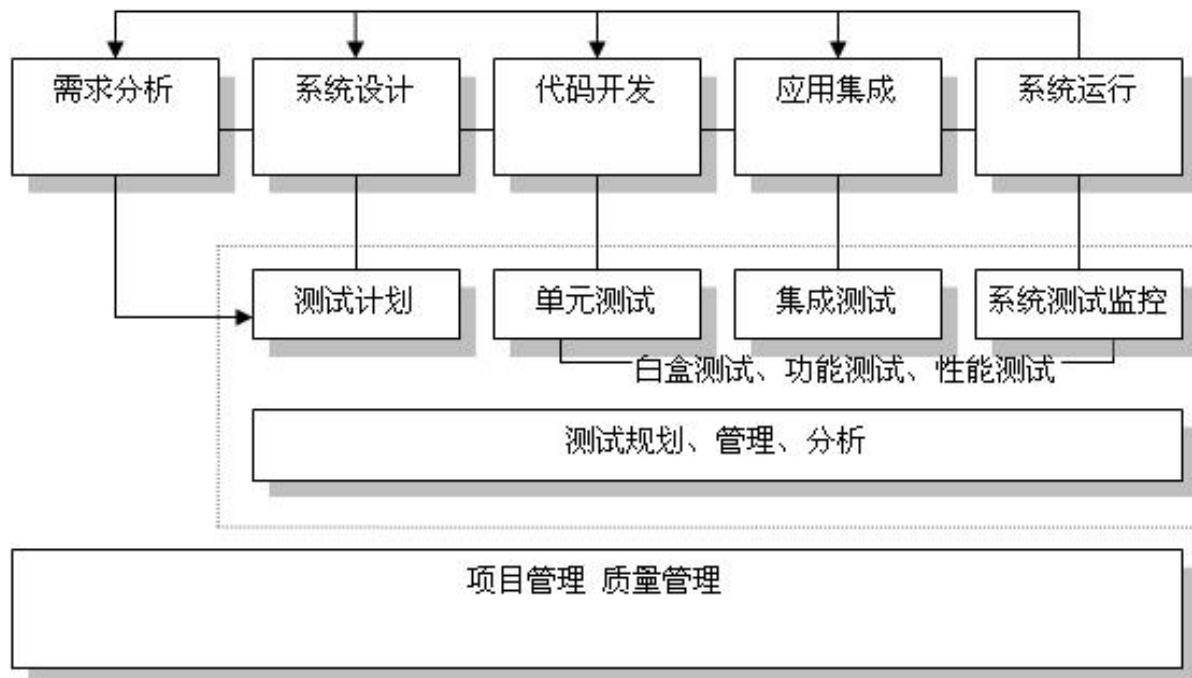 需求分析
系统设计
代码开发
应用集成
系统运行
测试计划
单元测试
集成测试
系统测试监控
白盒测试、功能测试、性能测试
测试规划、管理、分析
项目管理 质量管理